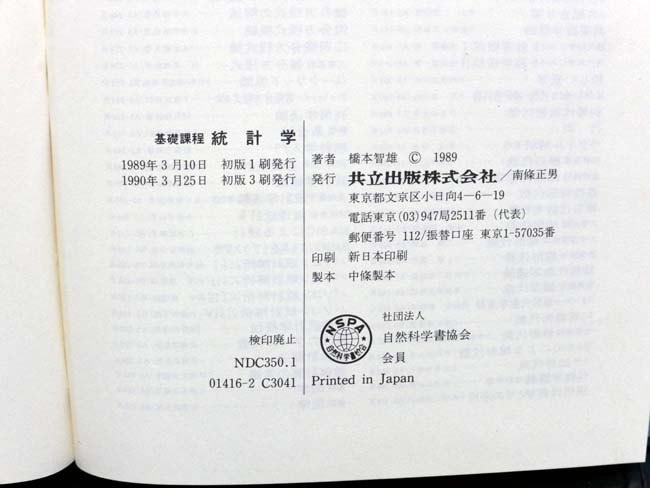 基礎課程 統計学
1989年3月10日 初版1刷発行
1990年3月25日 初版3刷発行
検印廃止
NDC350.1
01416-2 C3041
著者 橋本智雄 © 1989
発行 共立出版株式会社/南條正男
東京都文京区小日向4-6-19
電話東京(03)947局2511番(代表)
郵便番号 112/振替口座 東京1-57035番
印刷 新日本印刷
製本 中條製本
NSPA
自然科学書協会
社団法人
自然科学書協会
会員
Printed in Japan